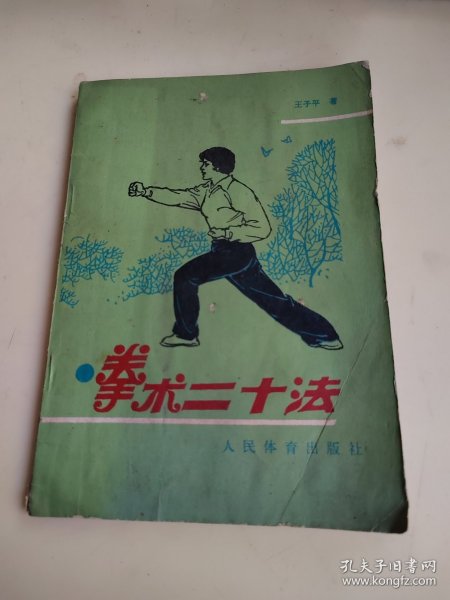 王子平 著
拳术二十法
人民体育出版社
孔夫子旧书网
www.kongfz.com